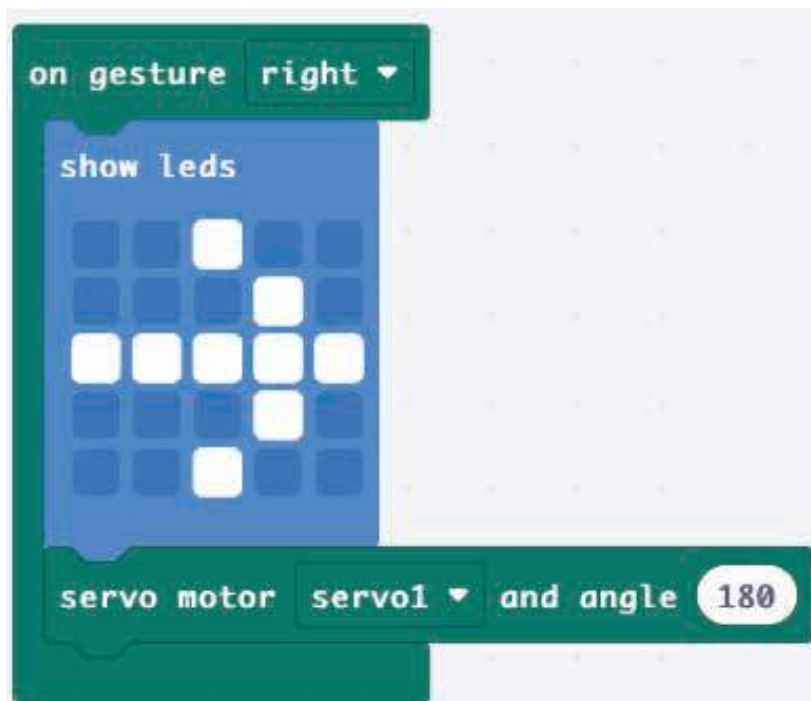 on gesture right
show leds
servo motor servo1 and angle 180